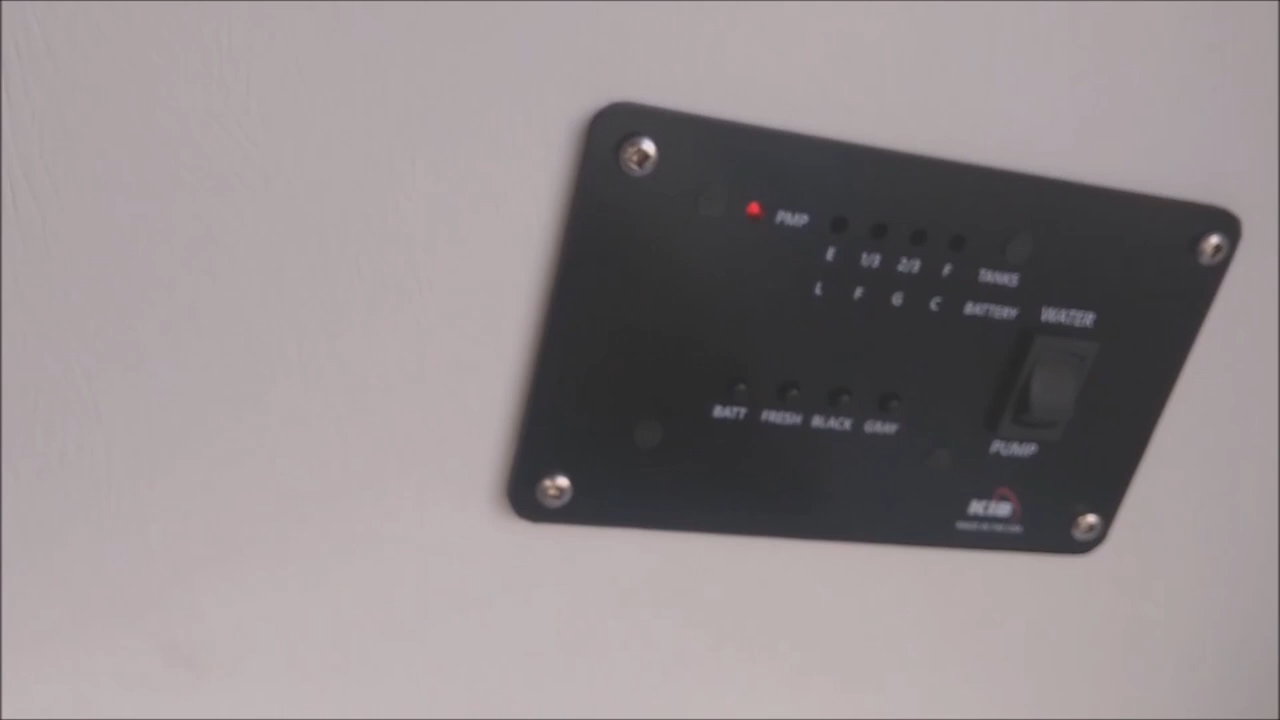 PMP
E 1/3 2/3 F TANKS
L F G C BATTERY
WATER
BATT FRESH BLACK GRAY
PUMP
KIB